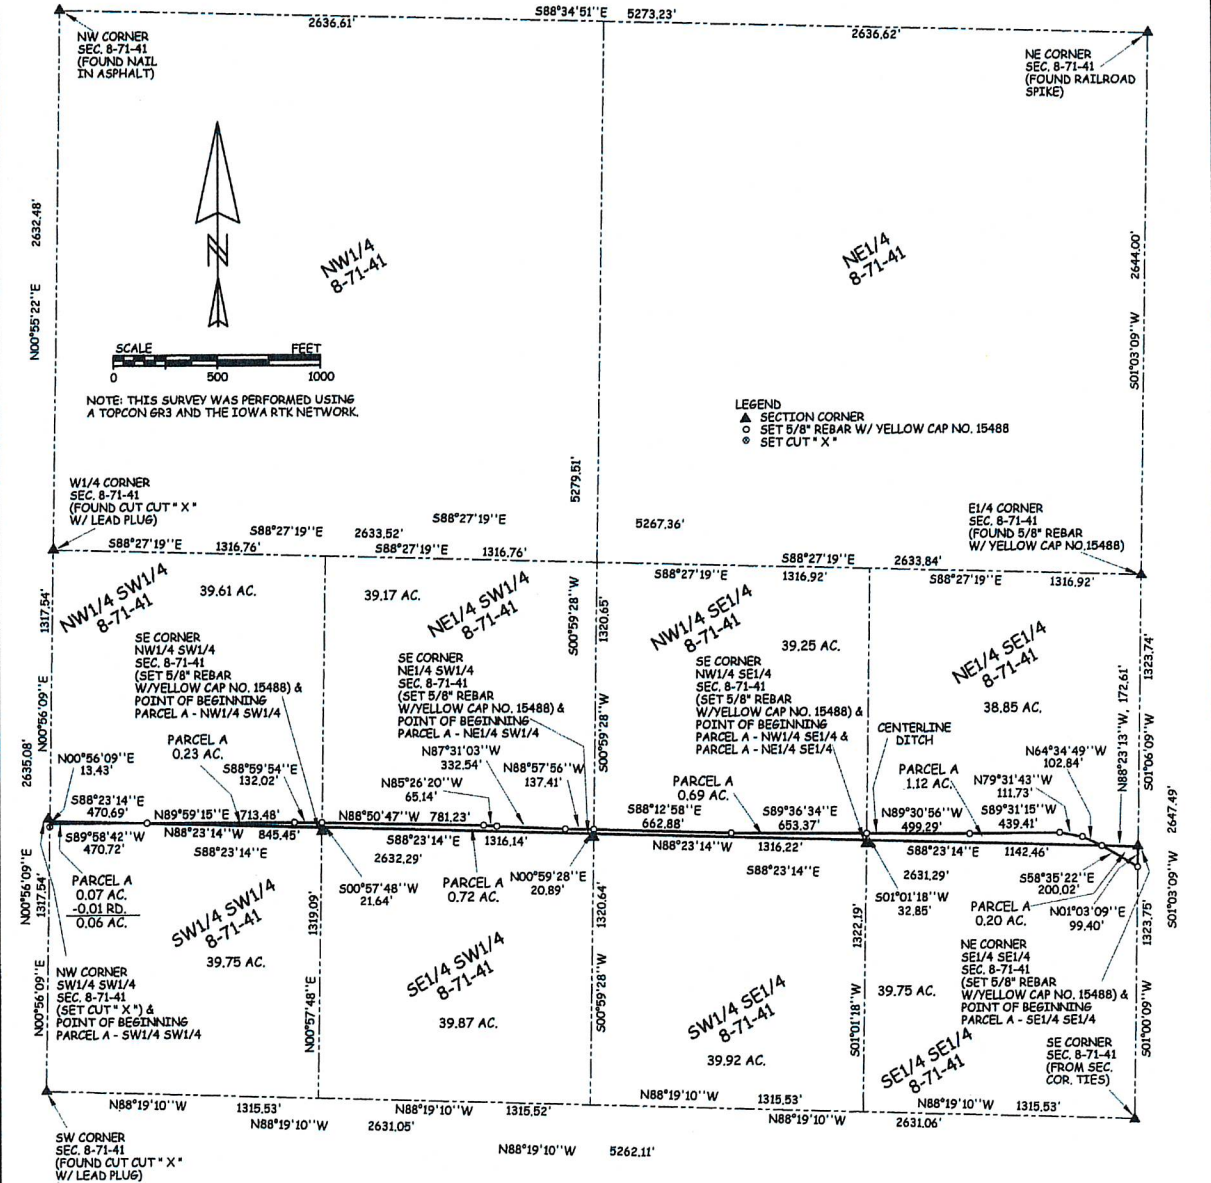 S88°34'51''E 5273.23'
2636.61'
2636.62'
NW CORNER
SEC. 8-71-41
(FOUND NAIL
IN ASPHALT)
NE CORNER
SEC. 8-71-41
(FOUND RAILROAD
SPIKE)
N00°55'22''E 2632.48'
N
NW1/4
8-71-41
NE1/4
8-71-41
S01°03'09''W 2644.00'
SCALE FEET
0 500 1000
NOTE: THIS SURVEY WAS PERFORMED USING
A TOPCON GR3 AND THE IOWA RTK NETWORK.
LEGEND
SECTION CORNER
SET 5/8" REBAR W/ YELLOW CAP NO. 15488
SET CUT " X "
5279.51'
W1/4 CORNER
SEC. 8-71-41
(FOUND CUT CUT " X "
W/ LEAD PLUG)
E1/4 CORNER
SEC. 8-71-41
(FOUND 5/8" REBAR
W/ YELLOW CAP NO.15488)
S88°27'19''E 5267.36'
S88°27'19''E 2633.52'
S88°27'19''E 1316.76'
S88°27'19''E 1316.76'
S88°27'19''E 2633.84'
S88°27'19''E 1316.92'
S88°27'19''E 1316.92'
1317.54'
N00°56'09''E
2635.08'
NW1/4 SW1/4
8-71-41
39.61 AC.
39.17 AC.
NE1/4 SW1/4
8-71-41
S00°59'28''W
1320.65'
S00°59'28''W
NW1/4 SE1/4
8-71-41
39.25 AC.
NE1/4 SE1/4
8-71-41
38.85 AC.
1323.74'
S01°06'09''W
2647.49'
N88°23'13''W, 172.61'
SE CORNER
NW1/4 SW1/4
SEC. 8-71-41
(SET 5/8" REBAR
W/YELLOW CAP NO. 15488) &
POINT OF BEGINNING
PARCEL A - NW1/4 SW1/4
SE CORNER
NE1/4 SW1/4
SEC. 8-71-41
(SET 5/8" REBAR
W/YELLOW CAP NO. 15488) &
POINT OF BEGINNING
PARCEL A - NE1/4 SW1/4
SE CORNER
NW1/4 SE1/4
SEC. 8-71-41
(SET 5/8" REBAR
W/YELLOW CAP NO. 15488) &
POINT OF BEGINNING
PARCEL A - NW1/4 SE1/4 &
PARCEL A - NE1/4 SE1/4
CENTERLINE
DITCH
N00°56'09''E
13.43'
PARCEL A
0.23 AC.
S88°59'54''E
132.02'
N87°31'03''W
332.54'
N85°26'20''W
65.14'
N88°57'56''W
137.41'
PARCEL A
0.69 AC.
PARCEL A
1.12 AC.
N64°34'49''W
102.84'
N79°31'43''W
111.73'
S88°23'14''E
470.69'
N89°59'15''E 713.48'
N88°50'47''W 781.23'
S88°12'58''E
662.88'
S89°36'34''E
653.37'
N89°30'56''W
499.29'
S89°31'15''W
439.41'
S89°58'42''W
470.72'
N88°23'14''W 845.45'
S88°23'14''E
S88°23'14''E 1316.14'
2632.29'
N88°23'14''W 1316.22'
S88°23'14''E
S88°23'14''E 1142.46'
2631.29'
N00°56'09''E
1317.54'
N00°56'09''E
PARCEL A
0.07 AC.
-0.01 RD.
0.06 AC.
S00°57'48''W
21.64'
PARCEL A
0.72 AC.
N00°59'28''E
20.89'
S01°01'18''W
32.85'
S58°35'22''E
200.02'
PARCEL A
0.20 AC.
N01°03'09''E
99.40'
1323.75'
S01°03'09''W
S01°00'09''W
SW1/4 SW1/4
8-71-41
39.75 AC.
1319.09'
N00°57'48''E
SE1/4 SW1/4
8-71-41
39.87 AC.
1320.64'
S00°59'28''W
SW1/4 SE1/4
8-71-41
39.92 AC.
1322.19'
S01°01'18''W
39.75 AC.
SE1/4 SE1/4
8-71-41
NW CORNER
SW1/4 SW1/4
SEC. 8-71-41
(SET CUT " X ") &
POINT OF BEGINNING
PARCEL A - SW1/4 SW1/4
NE CORNER
SE1/4 SE1/4
SEC. 8-71-41
(SET 5/8" REBAR
W/YELLOW CAP NO. 15488) &
POINT OF BEGINNING
PARCEL A - SE1/4 SE1/4
SE CORNER
SEC. 8-71-41
(FROM SEC.
COR. TIES)
N88°19'10''W 1315.53'
N88°19'10''W 1315.52'
N88°19'10''W 1315.53'
N88°19'10''W 1315.53'
N88°19'10''W 2631.05'
N88°19'10''W 2631.06'
N88°19'10''W 5262.11'
SW CORNER
SEC. 8-71-41
(FOUND CUT CUT " X "
W/ LEAD PLUG)